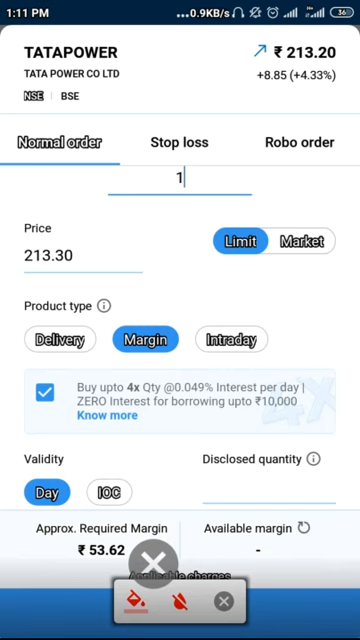 1:11 PM
...0.9KB/s
36
TATAPOWER
₹ 213.20
TATA POWER CO LTD
+8.85 (+4.33%)
NSE | BSE
Normal order
Stop loss
Robo order
1
Price
213.30
Limit
Market
Product type
Delivery
Margin
Intraday
Buy upto 4x Qty @0.049% Interest per day |
ZERO Interest for borrowing upto ₹10,000
Know more
4X
Validity
Disclosed quantity
Day
IOC
Approx. Required Margin
Available margin
₹ 53.62
-
Applicable charges